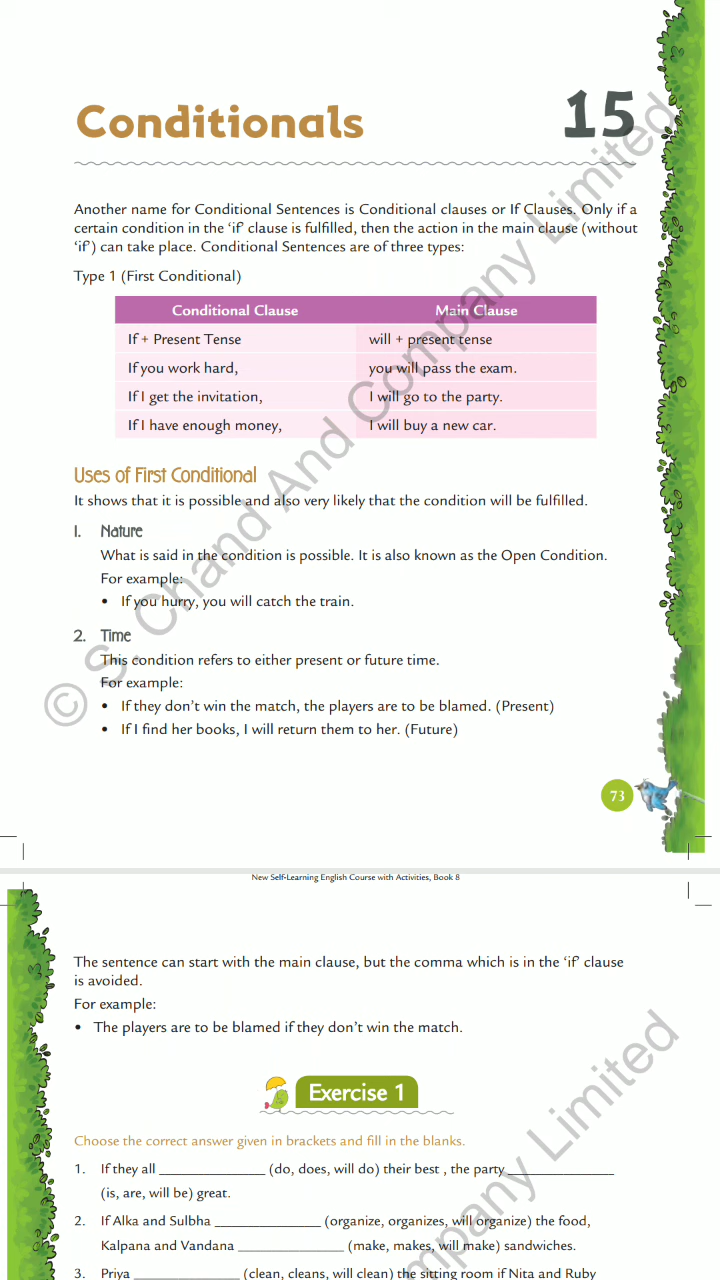 Conditionals
15
Another name for Conditional Sentences is Conditional clauses or If Clauses. Only if a
certain condition in the ‘if’ clause is fulfilled, then the action in the main clause (without
‘if’) can take place. Conditional Sentences are of three types:
Type 1 (First Conditional)
Conditional Clause Main Clause
If + Present Tense will + present tense
If you work hard, you will pass the exam.
If I get the invitation, I will go to the party.
If I have enough money, I will buy a new car.
Uses of First Conditional
It shows that it is possible and also very likely that the condition will be fulfilled.
1. Nature
What is said in the condition is possible. It is also known as the Open Condition.
For example:
• If you hurry, you will catch the train.
2. Time
This condition refers to either present or future time.
For example:
• If they don’t win the match, the players are to be blamed. (Present)
• If I find her books, I will return them to her. (Future)
© S. Chand And Company Limited
73
New Self-Learning English Course with Activities, Book 8
The sentence can start with the main clause, but the comma which is in the ‘if’ clause
is avoided.
For example:
• The players are to be blamed if they don’t win the match.
Exercise 1
Choose the correct answer given in brackets and fill in the blanks.
1. If they all ______________ (do, does, will do) their best , the party ______________
(is, are, will be) great.
2. If Alka and Sulbha ______________ (organize, organizes, will organize) the food,
Kalpana and Vandana ______________ (make, makes, will make) sandwiches.
3. Priya ______________ (clean, cleans, will clean) the sitting room if Nita and Ruby
mpany Limited